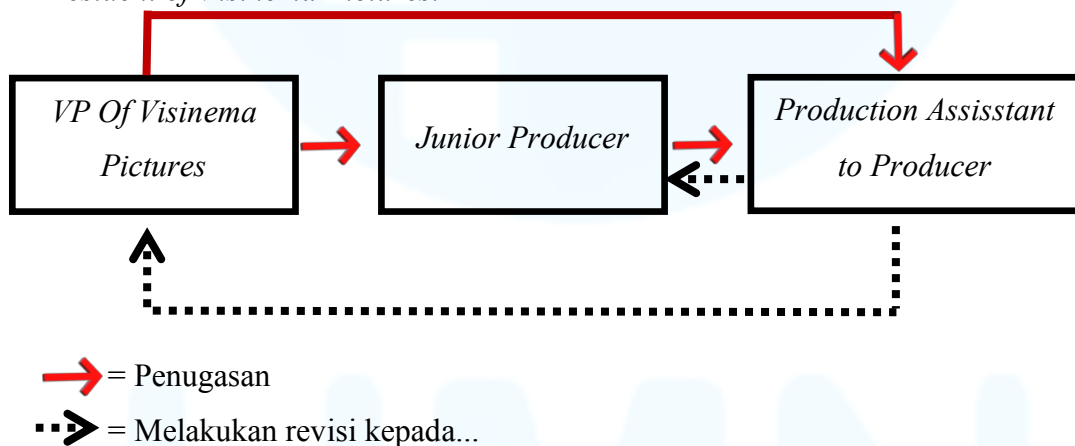 VP Of Visinema
Pictures
Junior Producer
Production Assisstant
to Producer
= Penugasan
= Melakukan revisi kepada...